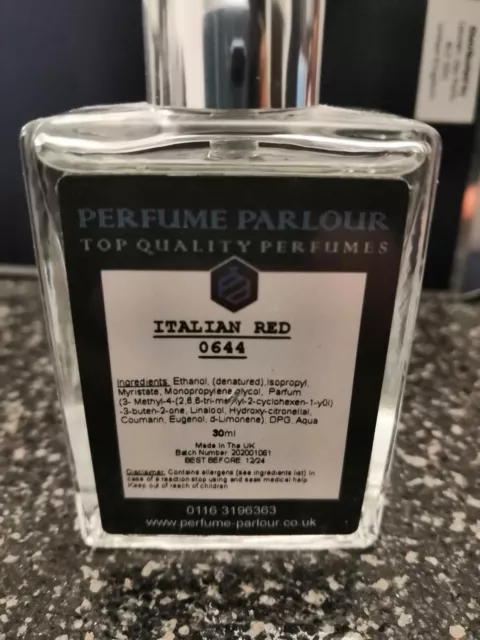 PERFUME PARLOUR
TOP QUALITY PERFUMES
ITALIAN RED
0644
Ingredients. Ethanol, (denatured),Isopropyl,
Myristate, Monopropylene glycol, Parfum
(3- Methyl-4-(2,6,6-tri-methyl-2-cyclohexen-1-yl)
-3-buten-2-one, Linalool, Hydroxy-citronellal,
Coumarin, Eugenol, d-Limonene), DPG, Aqua
30ml
Made In The UK
Batch Number 202001061
BEST BEFORE 12/24
Disclaimer. Contains allergens (see ingredients list) In
case of a reaction stop using and seek medical help
Keep out of reach of children
0116 3196363
www.perfume-parlour.co.uk